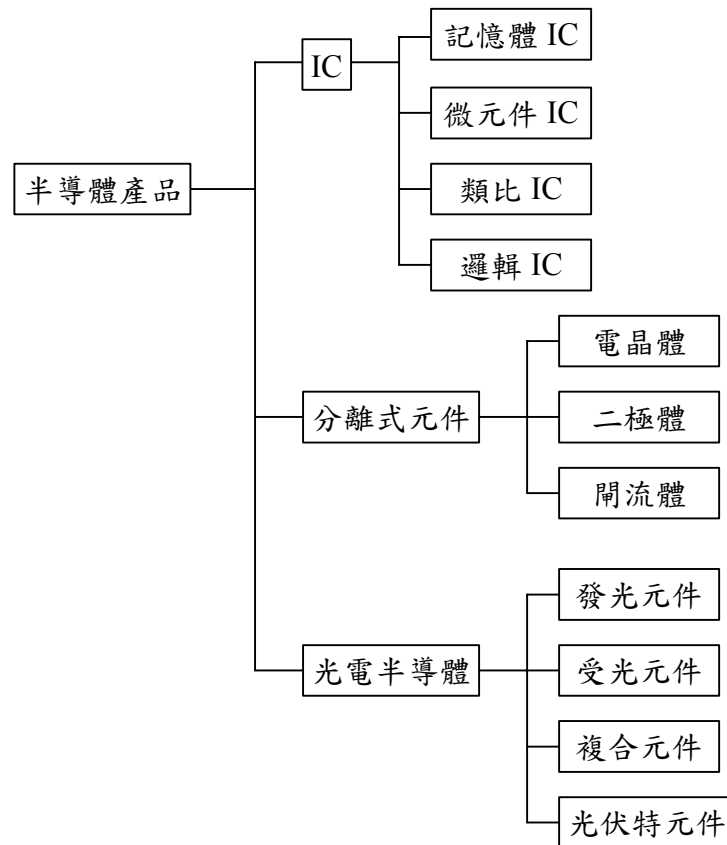 半導體產品
IC
記憶體 IC
微元件 IC
類比 IC
邏輯 IC
分離式元件
電晶體
二極體
閘流體
光電半導體
發光元件
受光元件
複合元件
光伏特元件